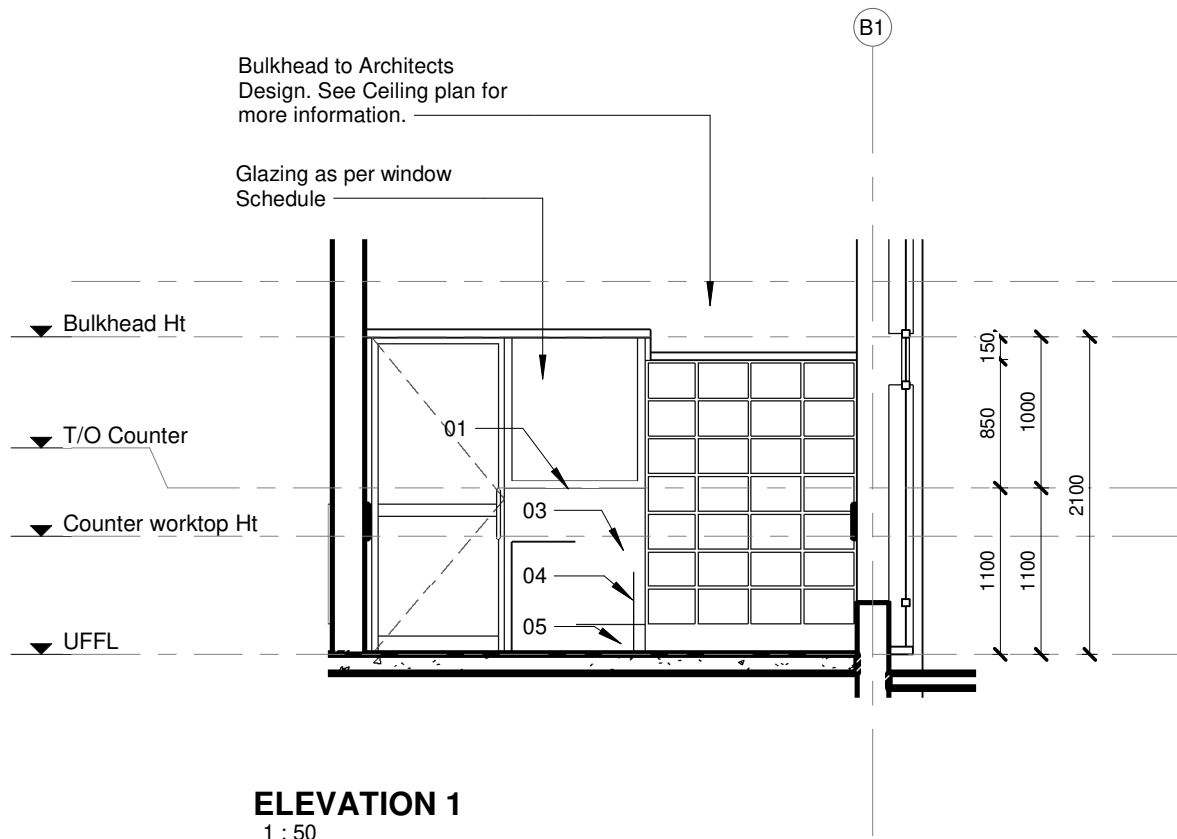 B1
Bulkhead to Architects
Design. See Ceiling plan for
more information.
Glazing as per window
Schedule
Bulkhead Ht
T/O Counter
Counter worktop Ht
UFFL
01
03
04
05
150
850
1100
1000
1100
2100
ELEVATION 1
1 : 50